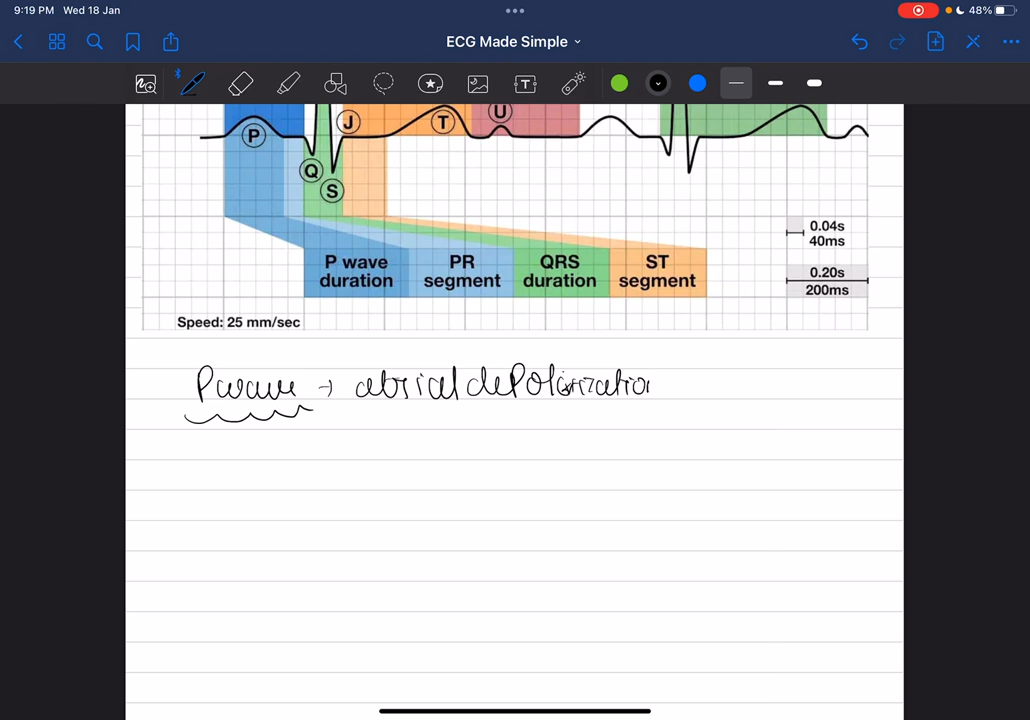 9:19 PM Wed 18 Jan
48%
ECG Made Simple
T
P
J
T
U
Q
S
0.04s
40ms
P wave duration
PR segment
QRS duration
ST segment
0.20s
200ms
Speed: 25 mm/sec
P wave → atrial depolarization